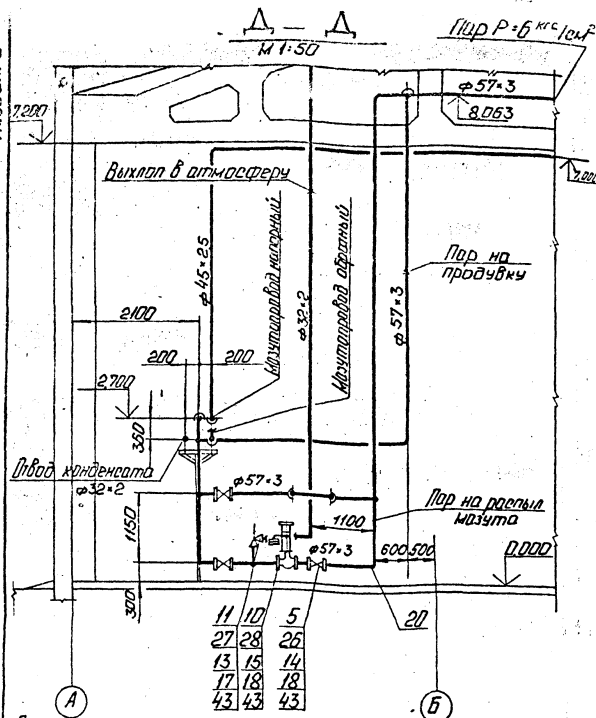 Д – Д
М 1:50
Пар Р=6 кгс/см²
ф57×3
8.063
7.200
7.000
Выхлоп в атмосферу
Мазутопровод напорный
Мазутопровод обратный
ф45×2.5
ф32×2
Пар на
продувку
ф57×3
2100
200
200
2.700
350
Отвод конденсата
ф32×2
ф57×3
1150
1100
Пар на распыл
мазута
ф57×3
600
500
0.000
300
11 10 5
27 28 26
13 15 14
17 18 18
43 43 43
20
А
Б